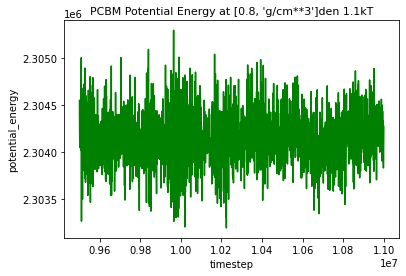 PCBM Potential Energy at [0.8, 'g/cm**3']den 1.1kT
1e6
2.3050
2.3045
2.3040
2.3035
potential_energy
0.96 0.98 1.00 1.02 1.04 1.06 1.08 1.10
timestep
1e7